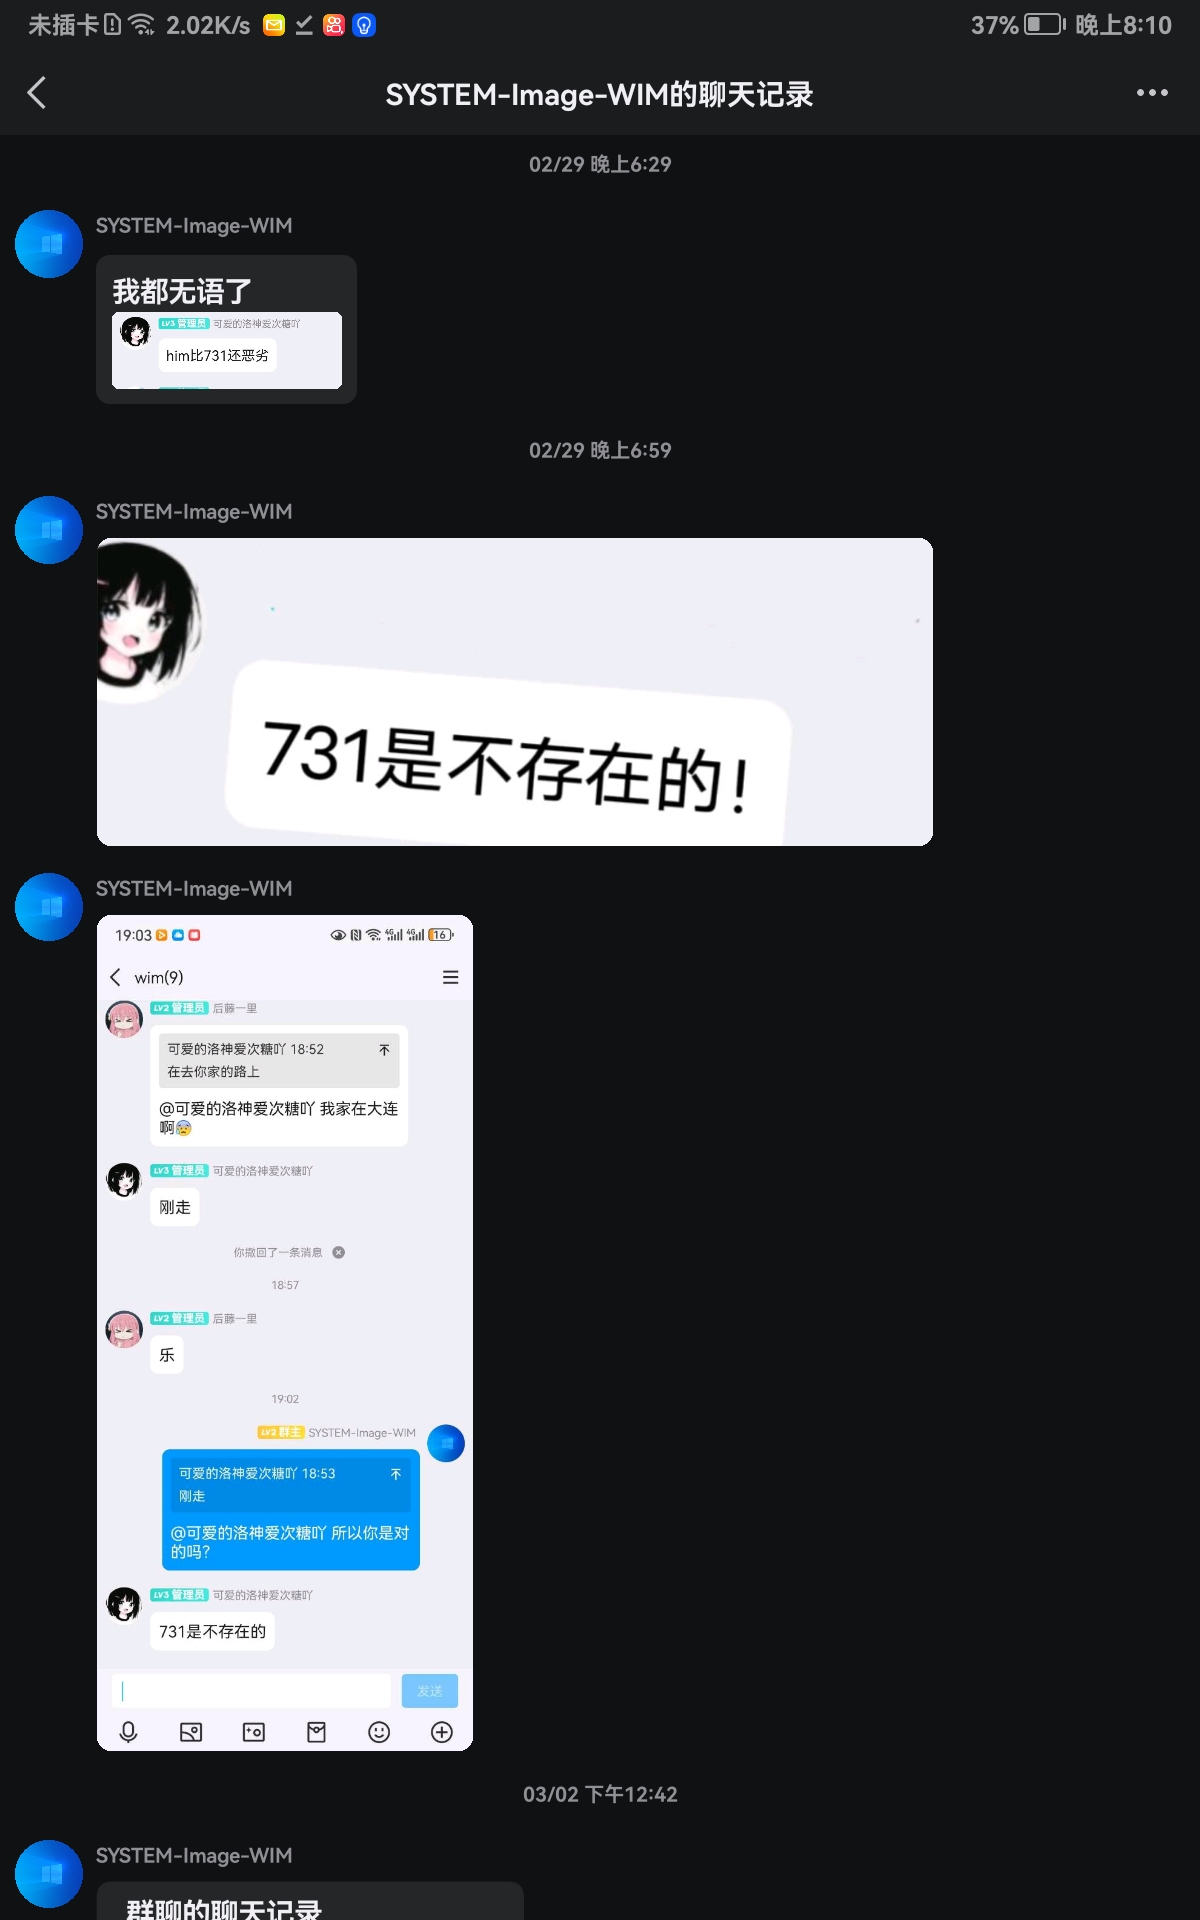 未插卡 2.02K/s 37% 晚上8:10
SYSTEM-Image-WIM的聊天记录
02/29 晚上6:29
SYSTEM-Image-WIM
我都无语了
LV3 管理员 可爱的洛神爱次糖吖
him比731还恶劣
02/29 晚上6:59
SYSTEM-Image-WIM
731是不存在的!
SYSTEM-Image-WIM
19:03 4G 4G 16
wim(9)
LV2 管理员 后藤一里
可爱的洛神爱次糖吖 18:52
在去你家的路上
@可爱的洛神爱次糖吖 我家在大连
啊
LV3 管理员 可爱的洛神爱次糖吖
刚走
你撤回了一条消息
18:57
LV2 管理员 后藤一里
乐
19:02
LV2 群主 SYSTEM-Image-WIM
可爱的洛神爱次糖吖 18:53
刚走
@可爱的洛神爱次糖吖 所以你是对
的吗?
LV3 管理员 可爱的洛神爱次糖吖
731是不存在的
发送
03/02 下午12:42
SYSTEM-Image-WIM
群聊的聊天记录